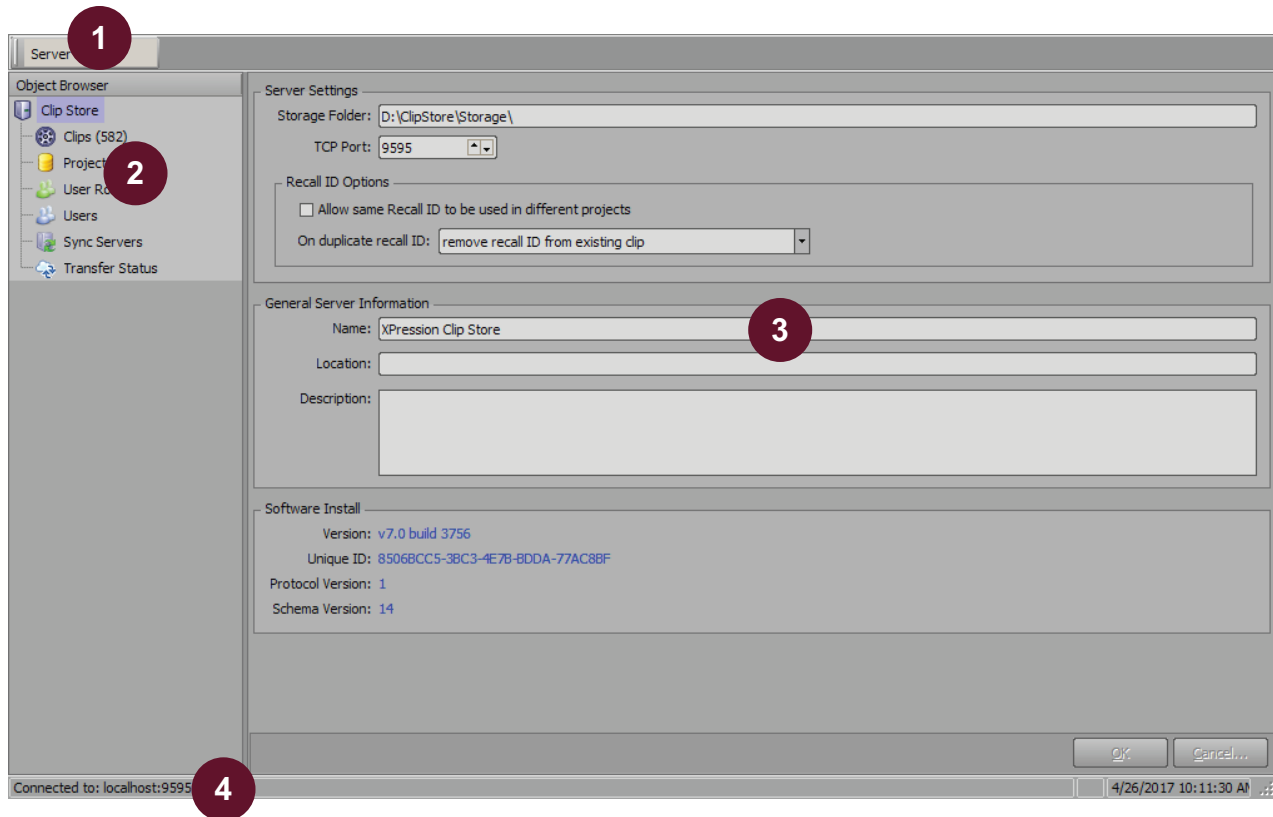 1
Server
Object Browser
Clip Store
Clips (582)
Project
2
User Ro
Users
Sync Servers
Transfer Status
Server Settings
Storage Folder: D:\ClipStore\Storage\
TCP Port: 9595
Recall ID Options
Allow same Recall ID to be used in different projects
On duplicate recall ID: remove recall ID from existing clip
General Server Information
Name: XPression Clip Store
3
Location:
Description:
Software Install
Version: v7.0 build 3756
Unique ID: 8506BCC5-3BC3-4E7B-BDDA-77AC8BF
Protocol Version: 1
Schema Version: 14
OK Cancel...
Connected to: localhost:9595
4
4/26/2017 10:11:30 AM